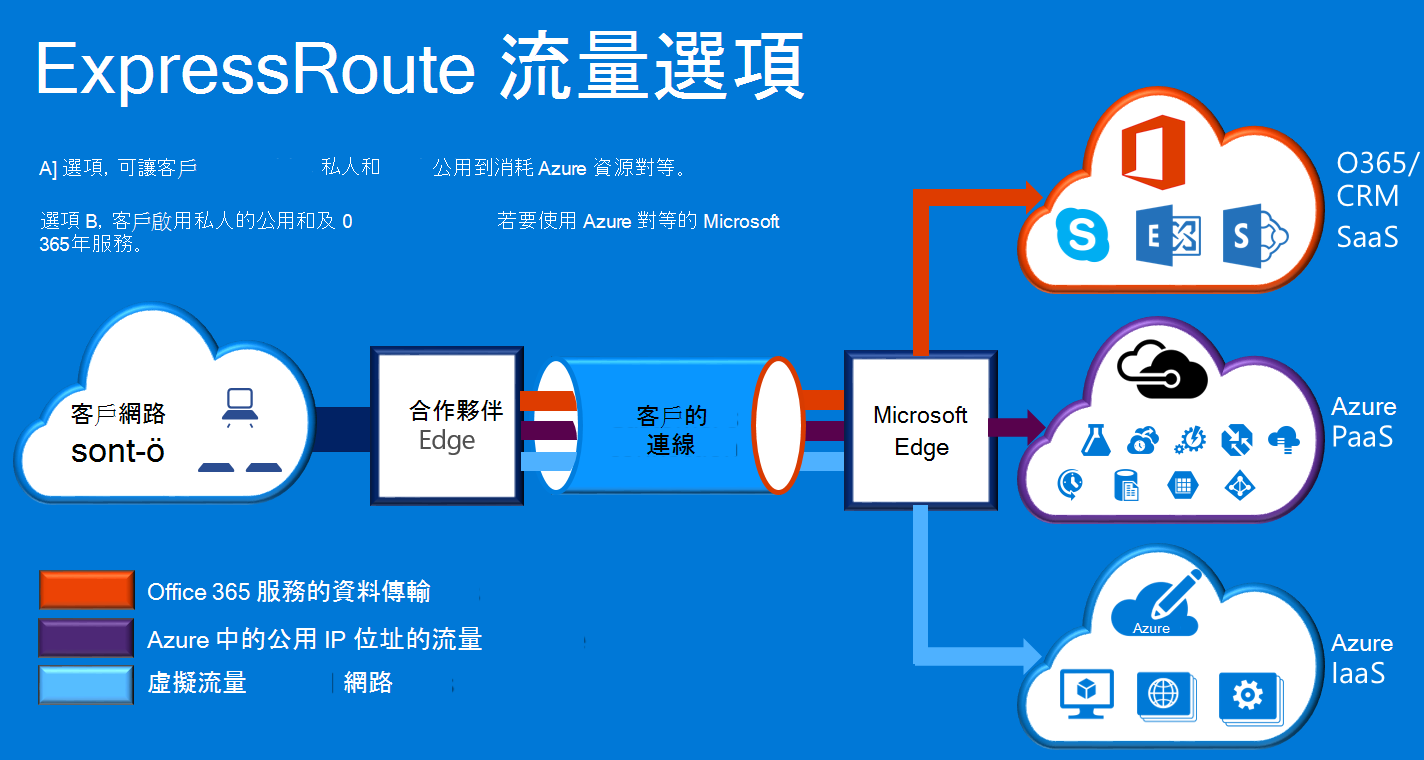 ExpressRoute 流量選項
A] 選項, 可讓客戶 私人和 公用到消耗 Azure 資源對等。
選項 B, 客戶啟用私人的公用和及 0 若要使用 Azure 對等的 Microsoft
365年服務。
O365/
CRM
SaaS
S
E
S
客戶網路
sont-ö
合作夥伴
Edge
客戶的
連線
Microsoft
Edge
Azure
PaaS
Office 365 服務的資料傳輸
Azure 中的公用 IP 位址的流量
虛擬流量 網路
Azure
Azure
IaaS